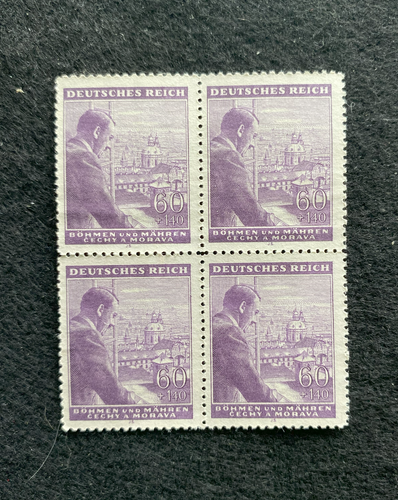 DEUTSCHES REICH
60
+140
BÖHMEN UND MÄHREN
ČECHY A MORAVA
DEUTSCHES REICH
60
+140
BÖHMEN UND MÄHREN
ČECHY A MORAVA
DEUTSCHES REICH
60
+140
BÖHMEN UND MÄHREN
ČECHY A MORAVA
DEUTSCHES REICH
60
+140
BÖHMEN UND MÄHREN
ČECHY A MORAVA